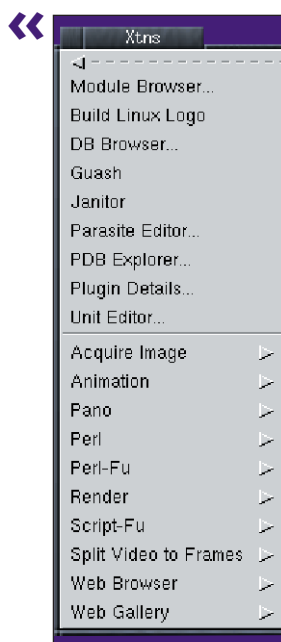 «
Xtns
Module Browser...
Build Linux Logo
DB Browser...
Guash
Janitor
Parasite Editor...
PDB Explorer...
Plugin Details...
Unit Editor...
Acquire Image
Animation
Pano
Perl
Perl-Fu
Render
Script-Fu
Split Video to Frames
Web Browser
Web Gallery